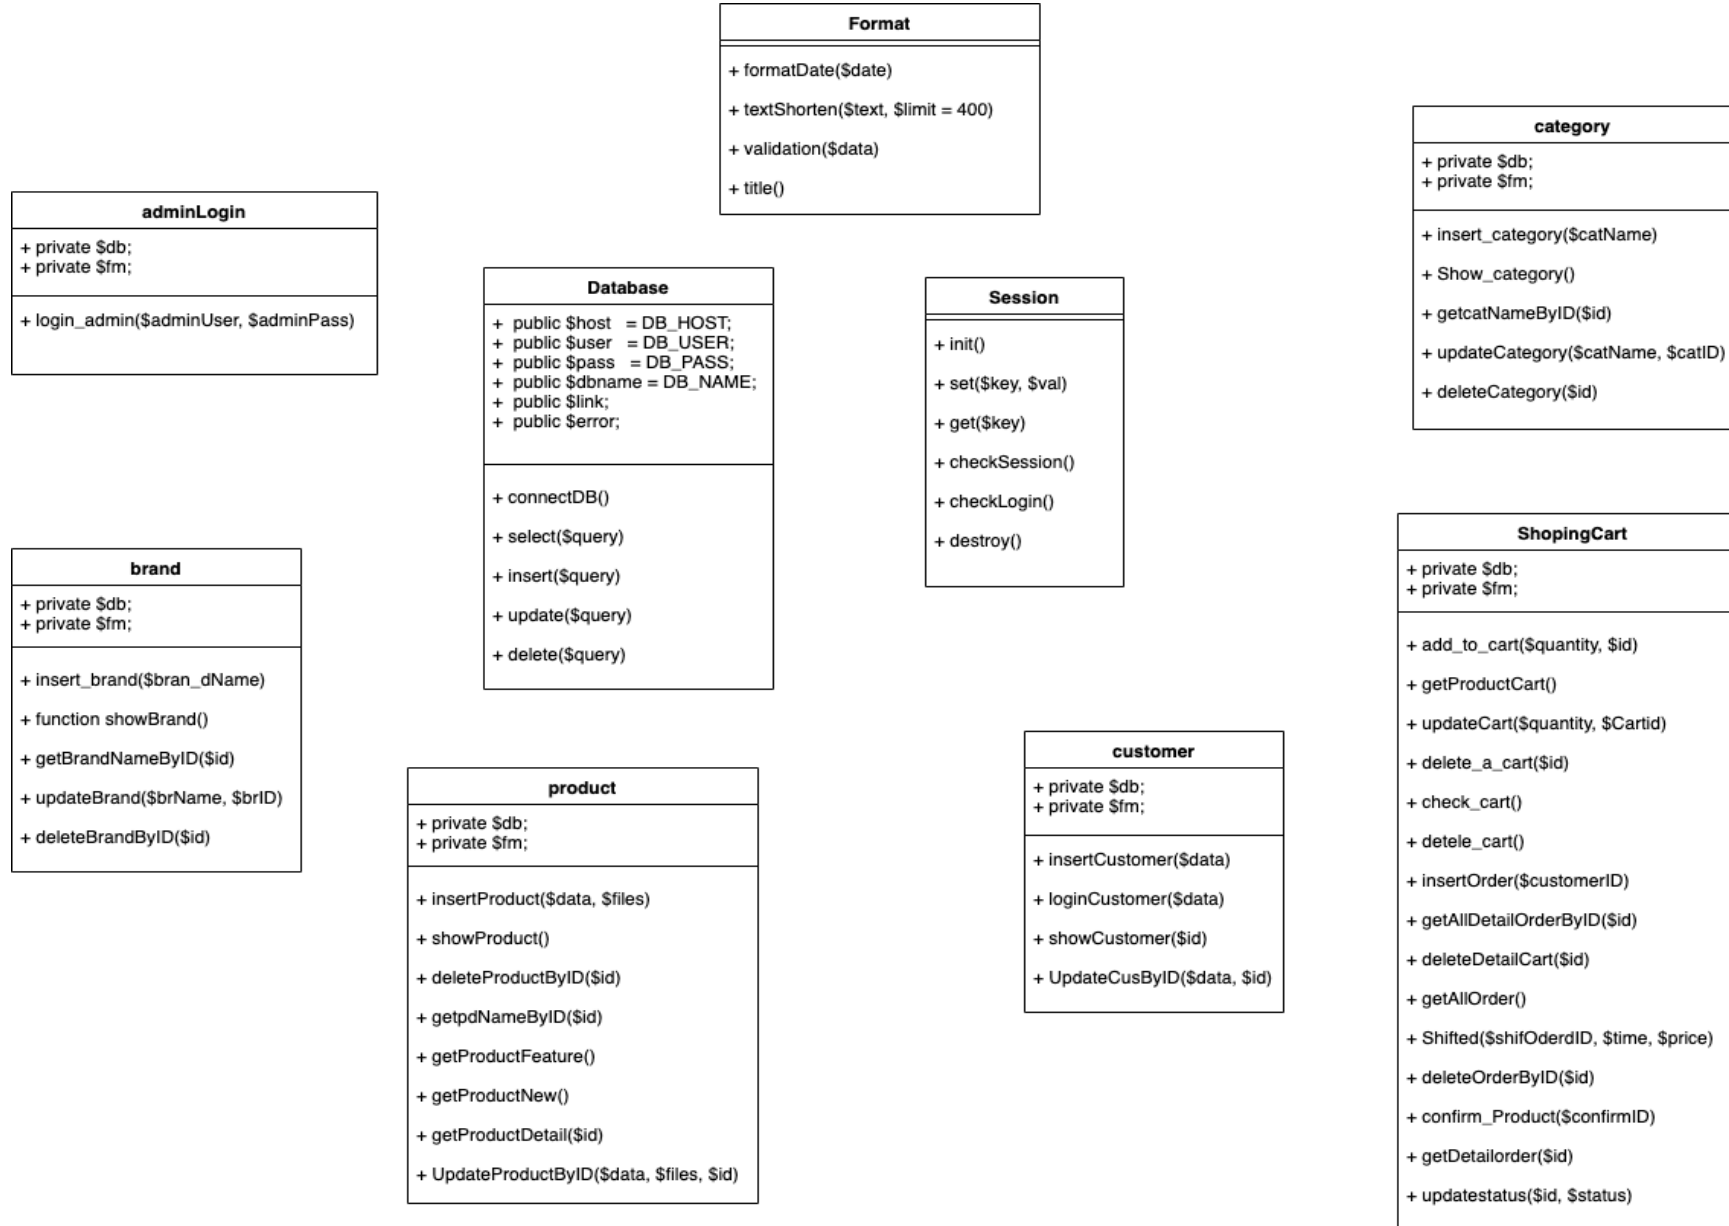 Format
+ formatDate($date)
+ textShorten($text, $limit = 400)
+ validation($data)
+ title()
adminLogin
+ private $db;
+ private $fm;
+ login_admin($adminUser, $adminPass)
Database
+  public $host   = DB_HOST;
+  public $user   = DB_USER;
+  public $pass   = DB_PASS;
+  public $dbname = DB_NAME;
+  public $link;
+  public $error;
+ connectDB()
+ select($query)
+ insert($query)
+ update($query)
+ delete($query)
Session
+ init()
+ set($key, $val)
+ get($key)
+ checkSession()
+ checkLogin()
+ destroy()
category
+ private $db;
+ private $fm;
+ insert_category($catName)
+ Show_category()
+ getcatNameByID($id)
+ updateCategory($catName, $catID)
+ deleteCategory($id)
brand
+ private $db;
+ private $fm;
+ insert_brand($bran_dName)
+ function showBrand()
+ getBrandNameByID($id)
+ updateBrand($brName, $brID)
+ deleteBrandByID($id)
product
+ private $db;
+ private $fm;
+ insertProduct($data, $files)
+ showProduct()
+ deleteProductByID($id)
+ getpdNameByID($id)
+ getProductFeature()
+ getProductNew()
+ getProductDetail($id)
+ UpdateProductByID($data, $files, $id)
customer
+ private $db;
+ private $fm;
+ insertCustomer($data)
+ loginCustomer($data)
+ showCustomer($id)
+ UpdateCusByID($data, $id)
ShopingCart
+ private $db;
+ private $fm;
+ add_to_cart($quantity, $id)
+ getProductCart()
+ updateCart($quantity, $Cartid)
+ delete_a_cart($id)
+ check_cart()
+ detele_cart()
+ insertOrder($customerID)
+ getAllDetailOrderByID($id)
+ deleteDetailCart($id)
+ getAllOrder()
+ Shifted($shifOderdID, $time, $price)
+ deleteOrderByID($id)
+ confirm_Product($confirmID)
+ getDetailorder($id)
+ updatestatus($id, $status)